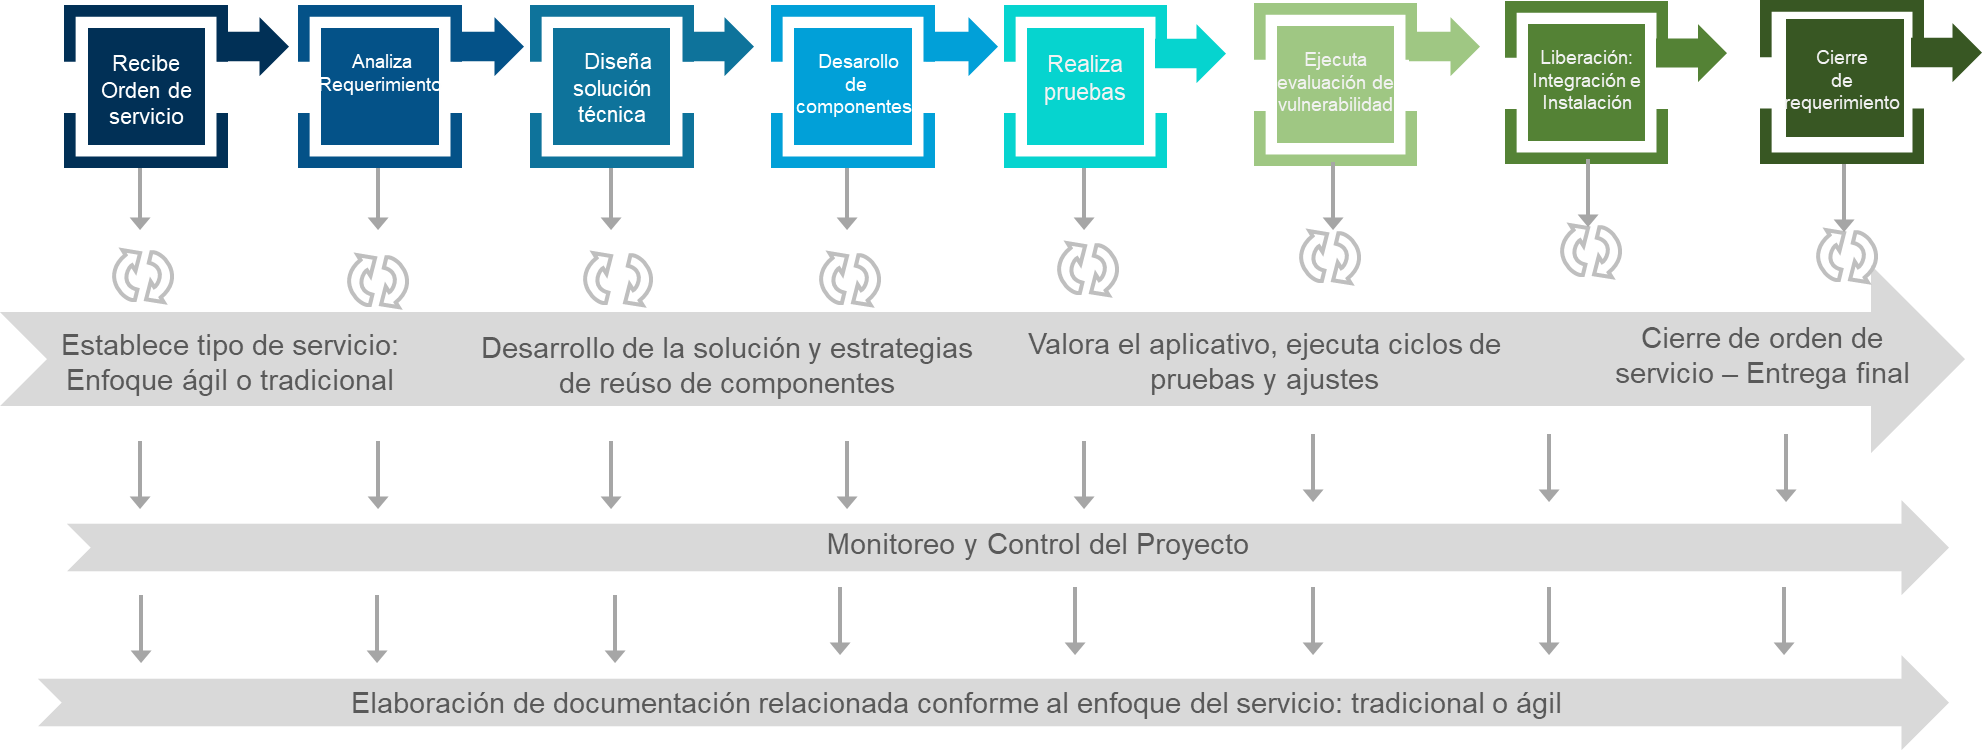 Recibe
Orden de
servicio
Analiza
Requerimiento
Diseña
solución
técnica
Desarollo
de
componentes
Realiza
pruebas
Ejecuta
evaluación de
vulnerabilidad
Liberación:
Integración e
Instalación
Cierre
de
requerimiento
Establece tipo de servicio:
Enfoque ágil o tradicional
Desarrollo de la solución y estrategias
de reúso de componentes
Valora el aplicativo, ejecuta ciclos de
pruebas y ajustes
Cierre de orden de
servicio – Entrega final
Monitoreo y Control del Proyecto
Elaboración de documentación relacionada conforme al enfoque del servicio: tradicional o ágil